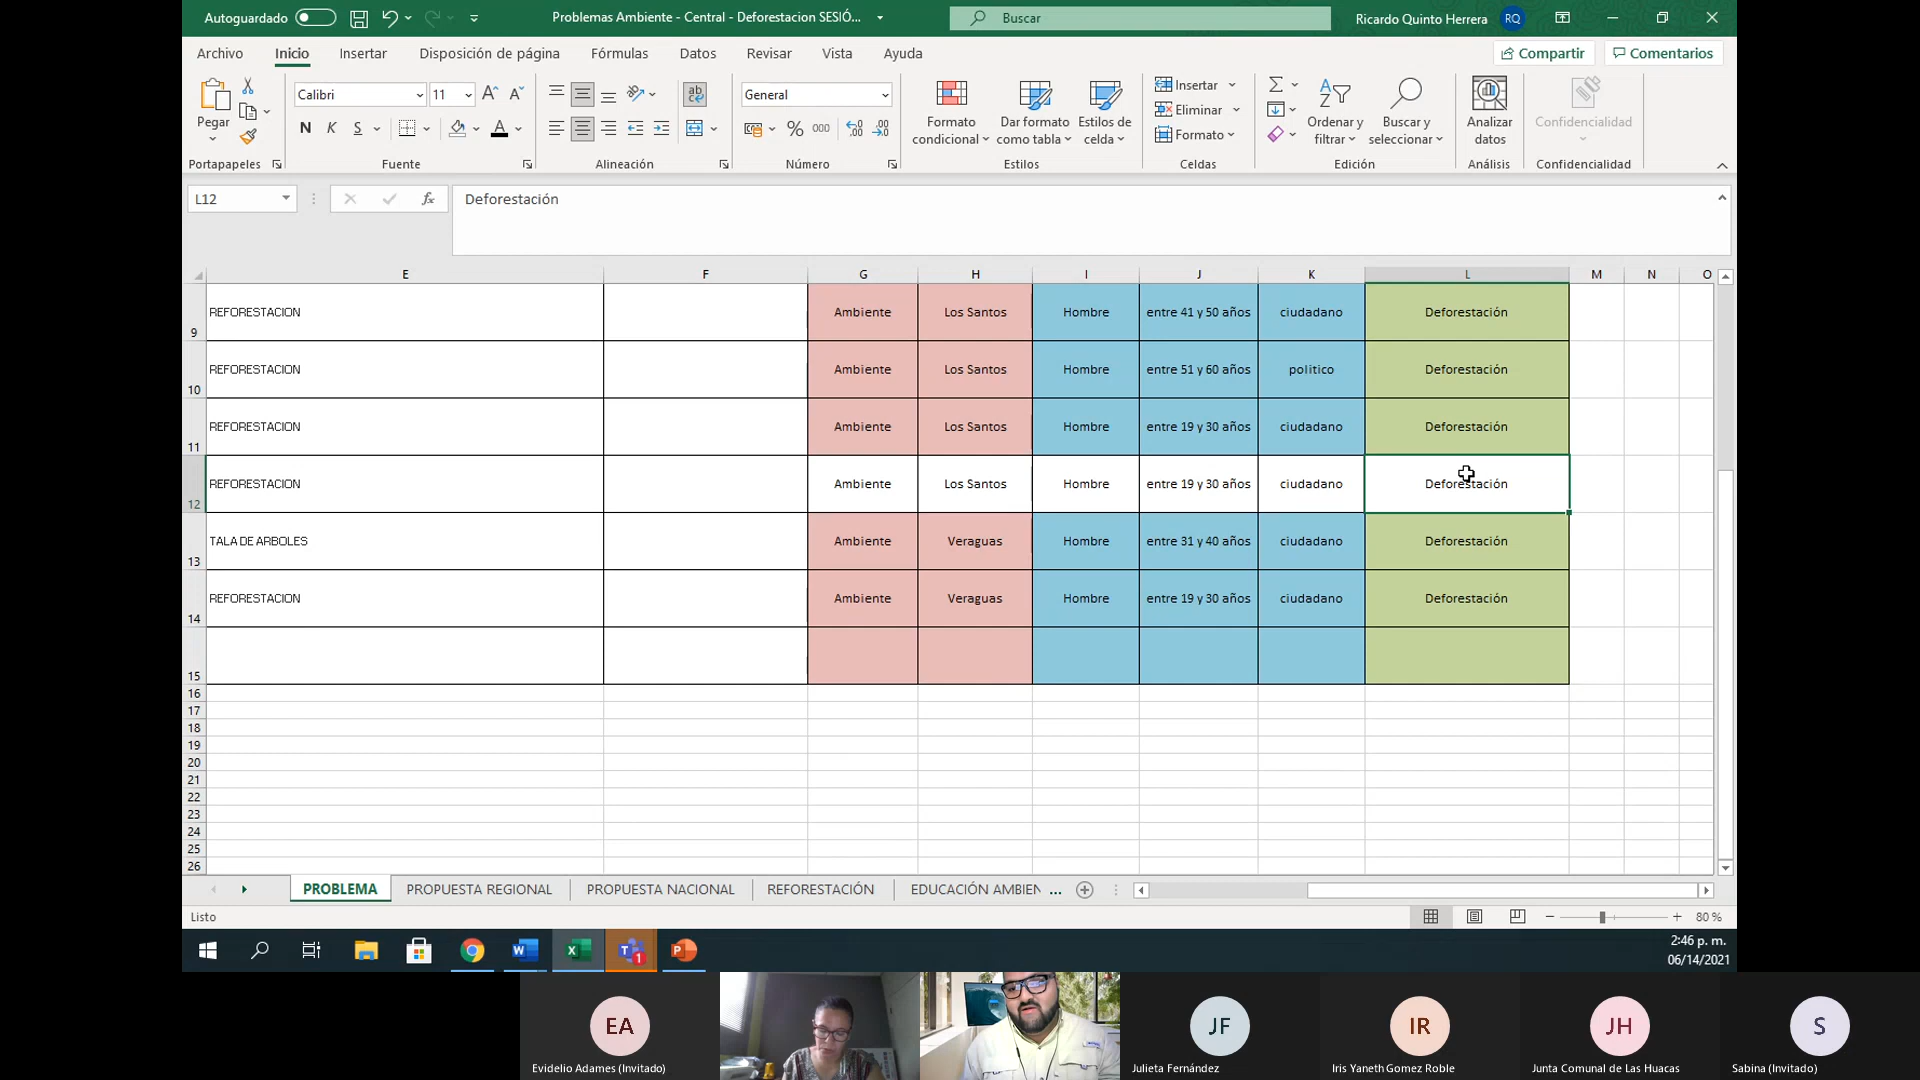 Autoguardado
Problemas Ambiente - Central - Deforestacion SESIÓ...
Buscar
Ricardo Quinto Herrera
RQ
Archivo Inicio Insertar Disposición de página Fórmulas Datos Revisar Vista Ayuda
Compartir
Comentarios
Pegar
Calibri
11
N K S
General
% 000
Formato
condicional
Dar formato
como tabla
Estilos de
celda
Insertar
Eliminar
Formato
Ordenar y
filtrar
Buscar y
seleccionar
Analizar
datos
Confidencialidad
Portapapeles
Fuente
Alineación
Número
Estilos
Celdas
Edición
Análisis
Confidencialidad
L12
fx
Deforestación
E F G H I J K L M N O
9 REFORESTACION Ambiente Los Santos Hombre entre 41 y 50 años ciudadano Deforestación
10 REFORESTACION Ambiente Los Santos Hombre entre 51 y 60 años politico Deforestación
11 REFORESTACION Ambiente Los Santos Hombre entre 19 y 30 años ciudadano Deforestación
12 REFORESTACION Ambiente Los Santos Hombre entre 19 y 30 años ciudadano Deforestación
13 TALA DE ARBOLES Ambiente Veraguas Hombre entre 31 y 40 años ciudadano Deforestación
14 REFORESTACION Ambiente Veraguas Hombre entre 19 y 30 años ciudadano Deforestación
15
16
17
18
19
20
21
22
23
24
25
26
PROBLEMA PROPUESTA REGIONAL PROPUESTA NACIONAL REFORESTACIÓN EDUCACIÓN AMBIEN ...
Listo
80 %
2:46 p. m.
06/14/2021
EA
JF
IR
JH
S
Evidelio Adames (Invitado)
Julieta Fernández
Iris Yaneth Gomez Roble
Junta Comunal de Las Huacas
Sabina (Invitado)